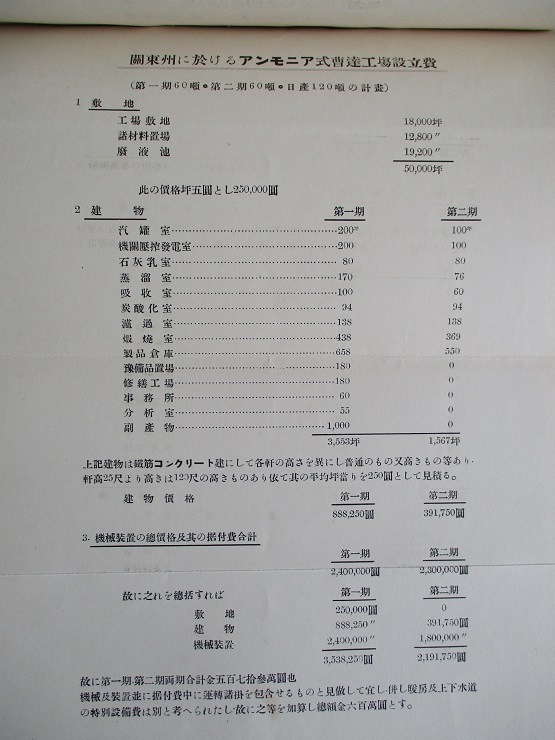 關東州に於けるアンモニア式曹達工場設立費
(第一期60噸・第二期60噸・日產120噸の計畫)
1 敷地
工場敷地 18,000坪
諸材料置場 12,800〃
廢液池 19,200〃
50,000坪
此の價格坪五圓とし250,000圓
2 建物 第一期 第二期
汽罐室 200坪 100坪
機關壓搾發電室 200 100
石灰乳室 80 80
蒸溜室 170 76
吸收室 100 60
炭酸化室 94 94
濾過室 138 138
煆燒室 438 369
製品倉庫 658 550
豫備品置場 180 0
修繕工場 180 0
事務所 60 0
分析室 55 0
副產物 1,000 0
3,553坪 1,567坪
上記建物は鐵筋コンクリート建にして各軒の高さを異にし普通のもの又高きもの等あり、
軒高25尺より高きは120尺の高きものあり依て其の平均坪當りを250圓として見積る。
建物價格 第一期 第二期
888,250圓 391,750圓
3. 機械裝置の總價格及其の据付費合計
第一期 第二期
2,400,000圓 2,300,000圓
故に之れを總括すれば 第一期 第二期
敷地 250,000圓 0
建物 888,250〃 391,750圓
機械裝置 2,400,000〃 1,800,000〃
3,538,250圓 2,191,750圓
故に第一期、第二期兩期合計金五百七拾參萬圓也
機械及裝置並に据付費中に運轉諸掛を包含せるものと見做して宜し、併し暖房及上下水道
の特別設備費は別と考へられたし、故に之等を加算し總額金六百萬圓とす。